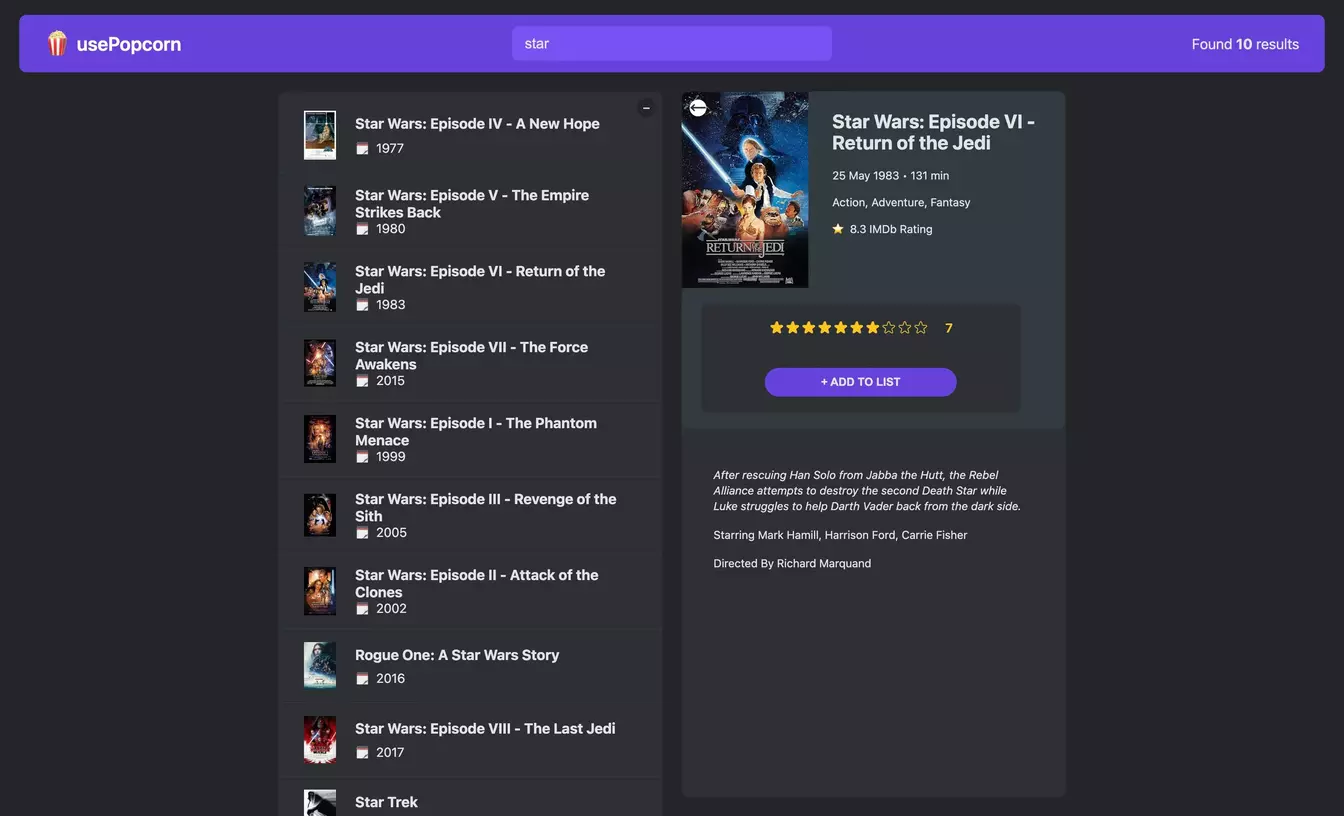 usePopcorn
star
Found 10 results
Star Wars: Episode IV - A New Hope
1977
Star Wars: Episode V - The Empire
Strikes Back
1980
Star Wars: Episode VI - Return of the
Jedi
1983
Star Wars: Episode VII - The Force
Awakens
2015
Star Wars: Episode I - The Phantom
Menace
1999
Star Wars: Episode III - Revenge of the
Sith
2005
Star Wars: Episode II - Attack of the
Clones
2002
Rogue One: A Star Wars Story
2016
Star Wars: Episode VIII - The Last Jedi
2017
Star Trek
STAR WARS
RETURN OF THE JEDI
Star Wars: Episode VI -
Return of the Jedi
25 May 1983 • 131 min
Action, Adventure, Fantasy
8.3 IMDb Rating
7
+ ADD TO LIST
After rescuing Han Solo from Jabba the Hutt, the Rebel
Alliance attempts to destroy the second Death Star while
Luke struggles to help Darth Vader back from the dark side.
Starring Mark Hamill, Harrison Ford, Carrie Fisher
Directed By Richard Marquand